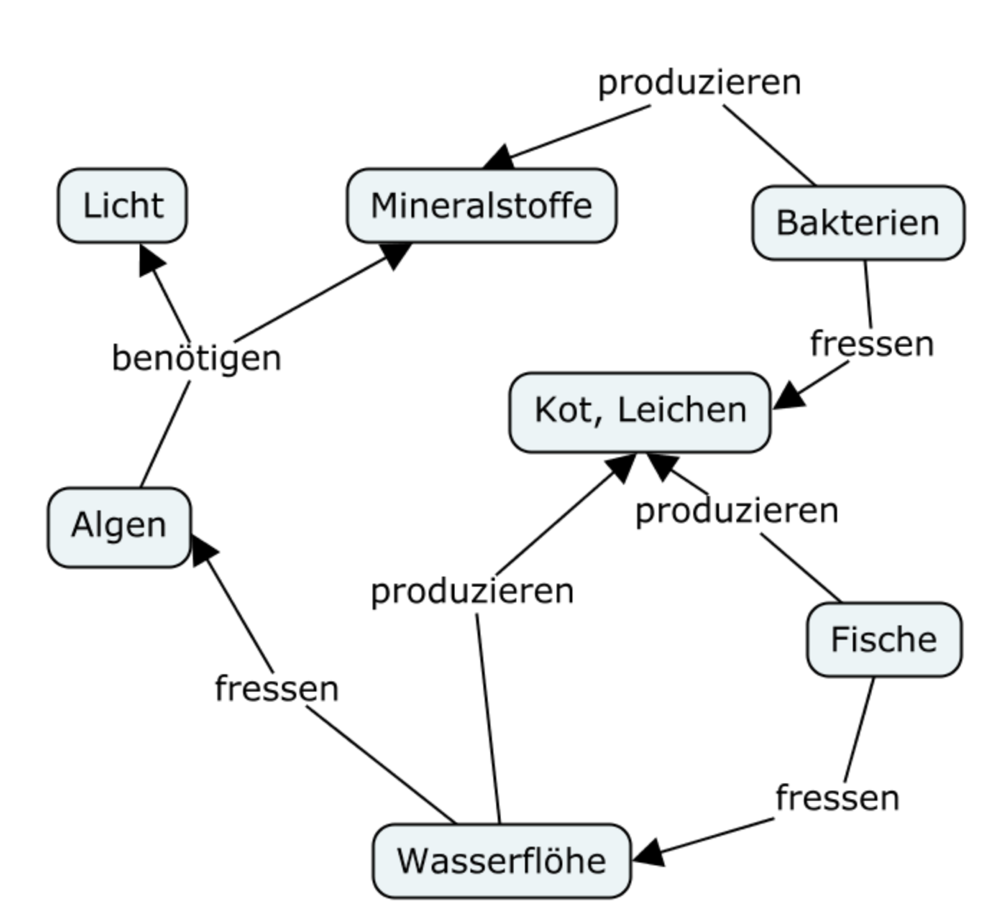 produzieren
Licht
Mineralstoffe
Bakterien
benötigen
fressen
Kot, Leichen
Algen
produzieren
produzieren
Fische
fressen
fressen
Wasserflöhe